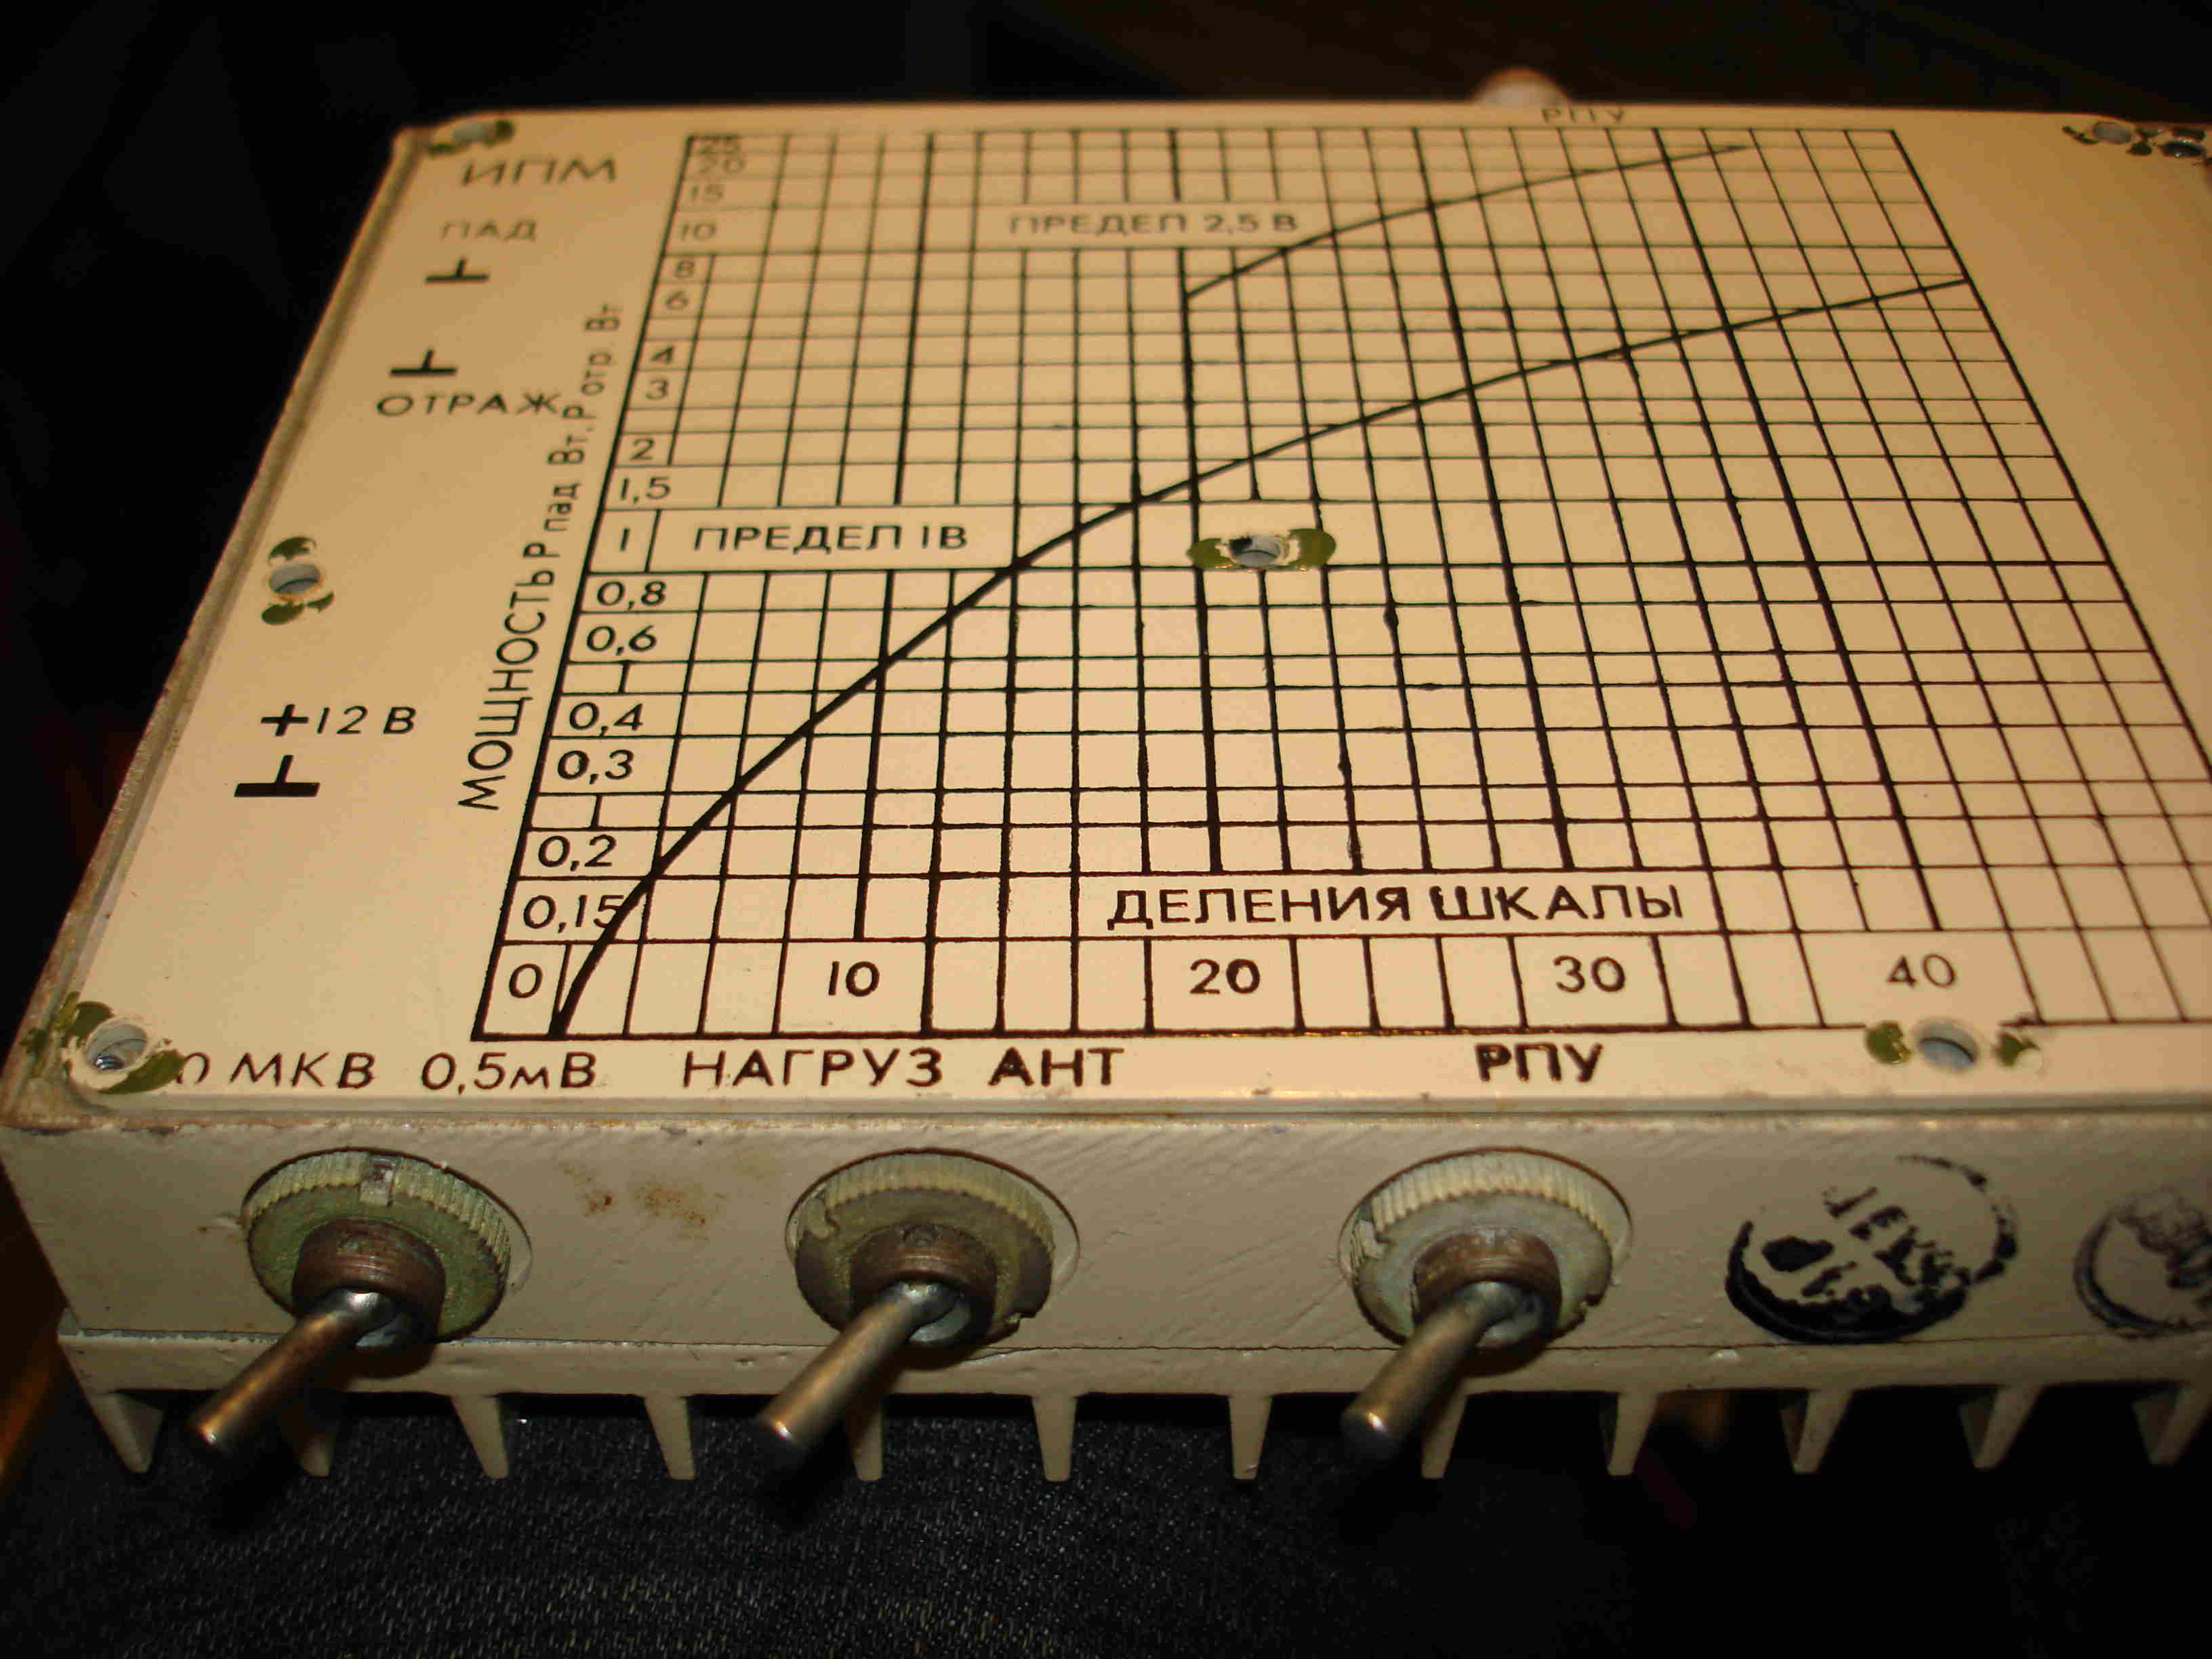 РПУ
ИПМ
ПАД
ОТРАЖ
+12 В
МОЩНОСТЬ Р пад Вт, Р отр. Вт
25
20
15
10
ПРЕДЕЛ 2,5 В
8
6
4
3
2
1,5
1
ПРЕДЕЛ 1В
0,8
0,6
0,4
0,3
0,2
0,15
ДЕЛЕНИЯ ШКАЛЫ
0 10 20 30 40
МКВ 0,5мВ НАГРУЗ АНТ РПУ